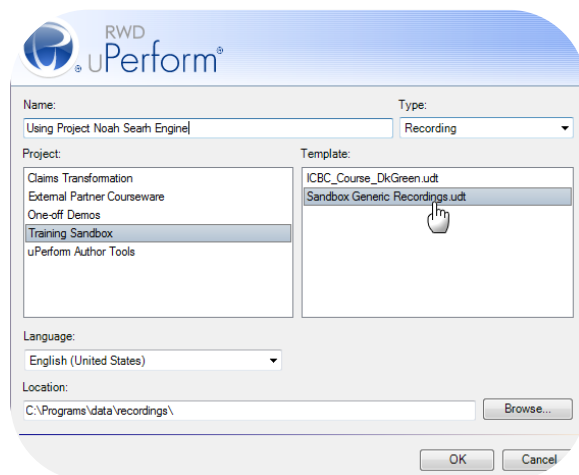 RWD
uPerform®
Name:
Type:
Using Project Noah Searh Engine
Recording
Project:
Template:
Claims Transformation
External Partner Courseware
One-off Demos
Training Sandbox
uPerform Author Tools
ICBC_Course_DkGreen.udt
Sandbox Generic Recordings.udt
Language:
English (United States)
Location:
C:\Programs\data\recordings\
Browse...
OK
Cancel